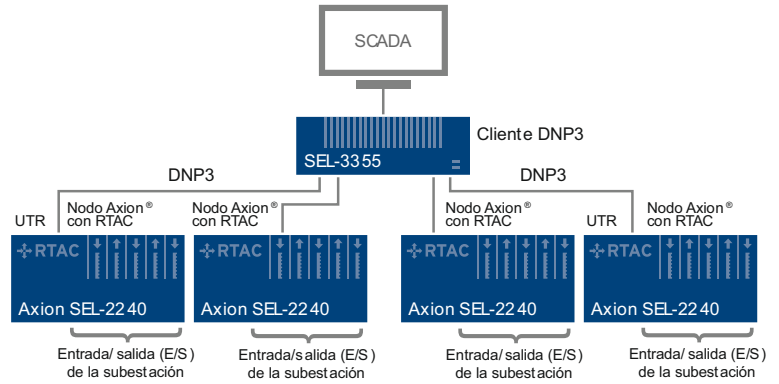 SCADA
Cliente DNP3
SEL-3355
DNP3
DNP3
UTR
Nodo Axion®
con RTAC
Nodo Axion®
con RTAC
Nodo Axion®
con RTAC
UTR
Nodo Axion®
con RTAC
RTAC
RTAC
RTAC
RTAC
Axion SEL-2240
Axion SEL-2240
Axion SEL-2240
Axion SEL-2240
Entrada/salida (E/S)
de la subestación
Entrada/salida (E/S)
de la subestación
Entrada/salida (E/S)
de la subestación
Entrada/salida (E/S)
de la subestación